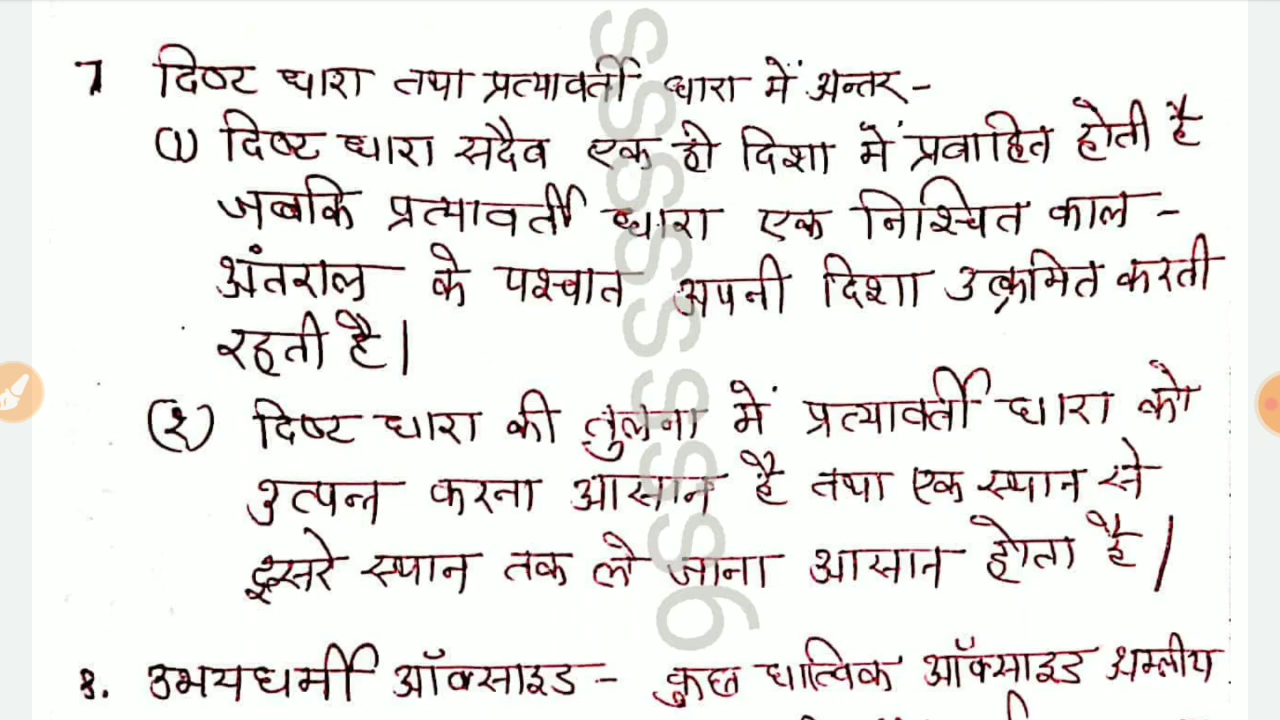 7 दिष्ट धारा तथा प्रत्यावर्ती धारा में अन्तर -
(1) दिष्ट धारा सदैव एक ही दिशा में प्रवाहित होती है
जबकि प्रत्यावर्ती धारा एक निश्चित काल -
अंतराल के पश्चात अपनी दिशा उत्क्रमित करती
रहती है।
(2) दिष्ट धारा की तुलना में प्रत्यावर्ती धारा को
उत्पन्न करना आसान है तथा एक स्थान से
दूसरे स्थान तक ले जाना आसान होता है।
8. उभयधर्मी ऑक्साइड - कुछ धात्विक ऑक्साइड अम्लीय